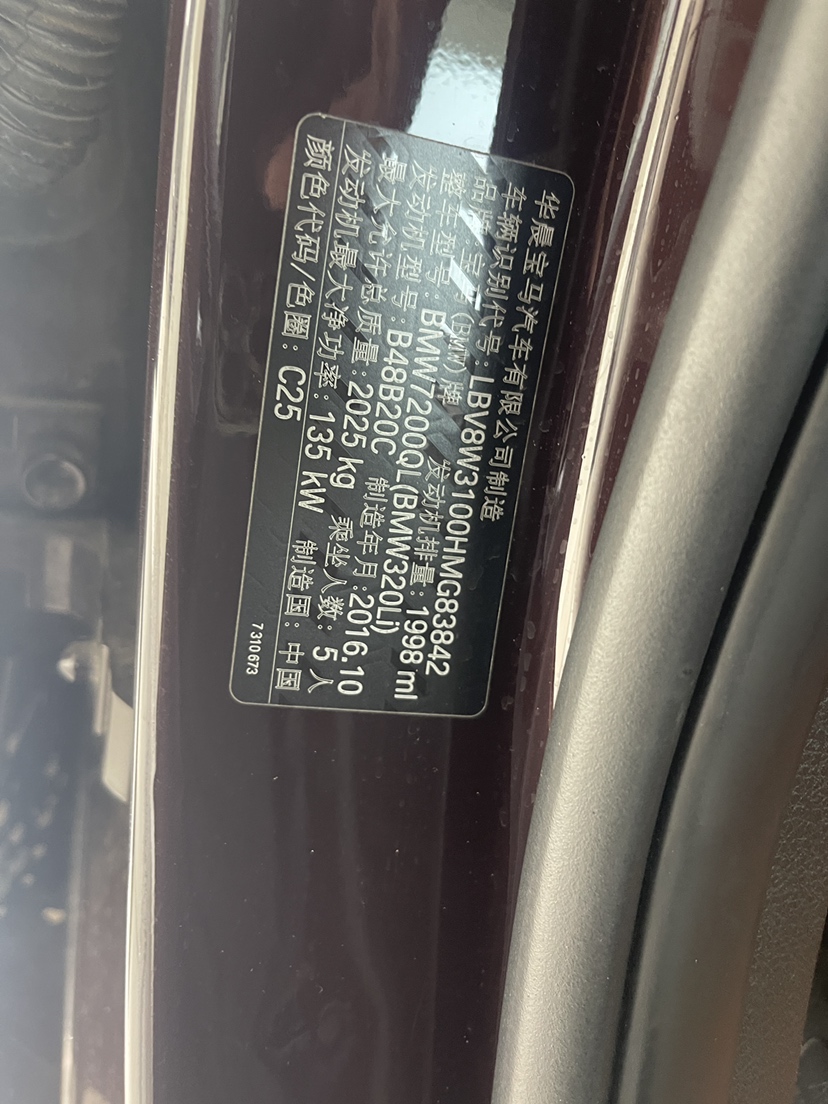 华晨宝马汽车有限公司制造
车辆识别代号:LBV8W3100HMG83842
品牌:宝马(BMW)牌 发动机排量:1998 ml
整车型号:BMW7200QL(BMW320Li)
发动机型号:B48B20C 制造年月:2016.10
最大允许总质量:2025 kg 乘坐人数:5人
发动机最大净功率:135 kW 制造国:中国
颜色代码/色圈:C25
7 310 673